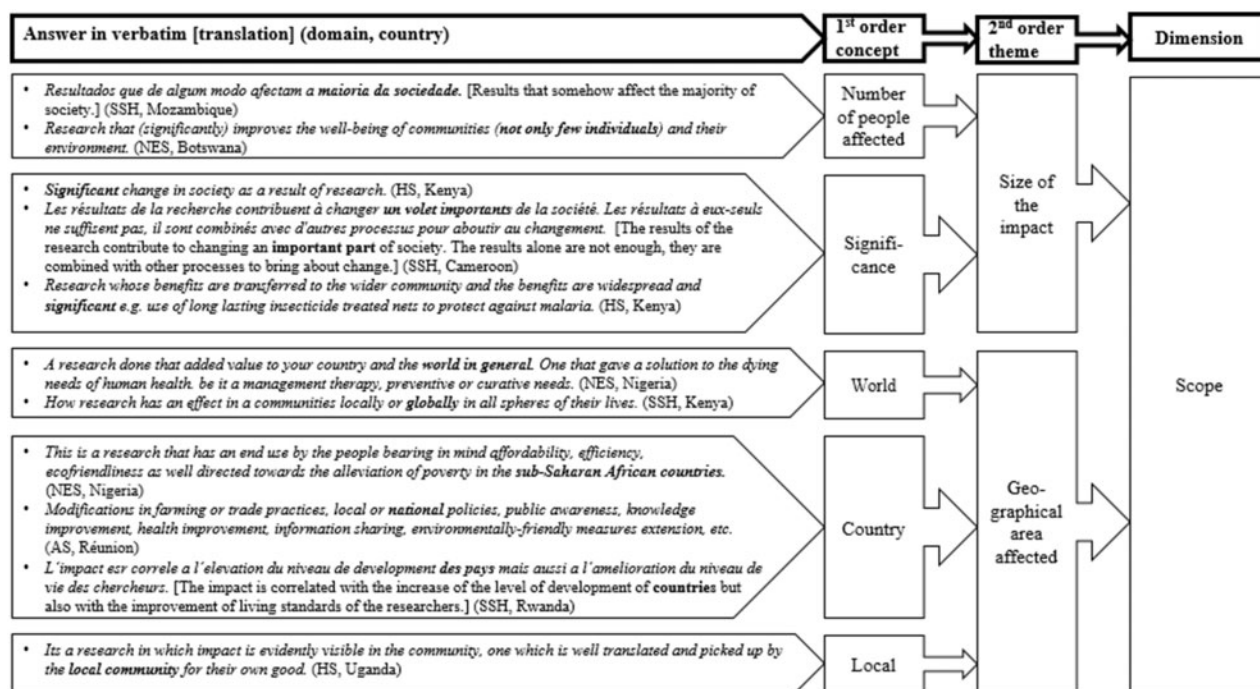 Answer in verbatim [translation] (domain, country)
1st order
concept
2nd order
theme
Dimension
• Resultados que de algum modo afectam a maioria da sociedade. [Results that somehow affect the majority of
society.] (SSH, Mozambique)
• Research that (significantly) improves the well-being of communities (not only few individuals) and their
environment. (NES, Botswana)
Number
of people
affected
• Significant change in society as a result of research. (HS, Kenya)
• Les résultats de la recherche contribuent à changer un volet importants de la société. Les résultats à eux-seuls
ne suffisent pas, il sont combinés avec d'autres processus pour aboutir au changement. [The results of the
research contribute to changing an important part of society. The results alone are not enough, they are
combined with other processes to bring about change.] (SSH, Cameroon)
• Research whose benefits are transferred to the wider community and the benefits are widespread and
significant e.g. use of long lasting insecticide treated nets to protect against malaria. (HS, Kenya)
Signifi-
cance
Size of
the
impact
• A research done that added value to your country and the world in general. One that gave a solution to the dying
needs of human health. be it a management therapy, preventive or curative needs. (NES, Nigeria)
• How research has an effect in a communities locally or globally in all spheres of their lives. (SSH, Kenya)
World
Scope
• This is a research that has an end use by the people bearing in mind affordability, efficiency,
ecofriendliness as well directed towards the alleviation of poverty in the sub-Saharan African countries.
(NES, Nigeria)
• Modifications in farming or trade practices, local or national policies, public awareness, knowledge
improvement, health improvement, information sharing, environmentally-friendly measures extension, etc.
(AS, Réunion)
• L´impact esr correle a l´elevation du niveau de development des pays mais aussi a l´amelioration du niveau de
vie des chercheurs. [The impact is correlated with the increase of the level of development of countries but
also with the improvement of living standards of the researchers.] (SSH, Rwanda)
Country
Geo-
graphical
area
affected
• Its a research in which impact is evidently visible in the community, one which is well translated and picked up by
the local community for their own good. (HS, Uganda)
Local